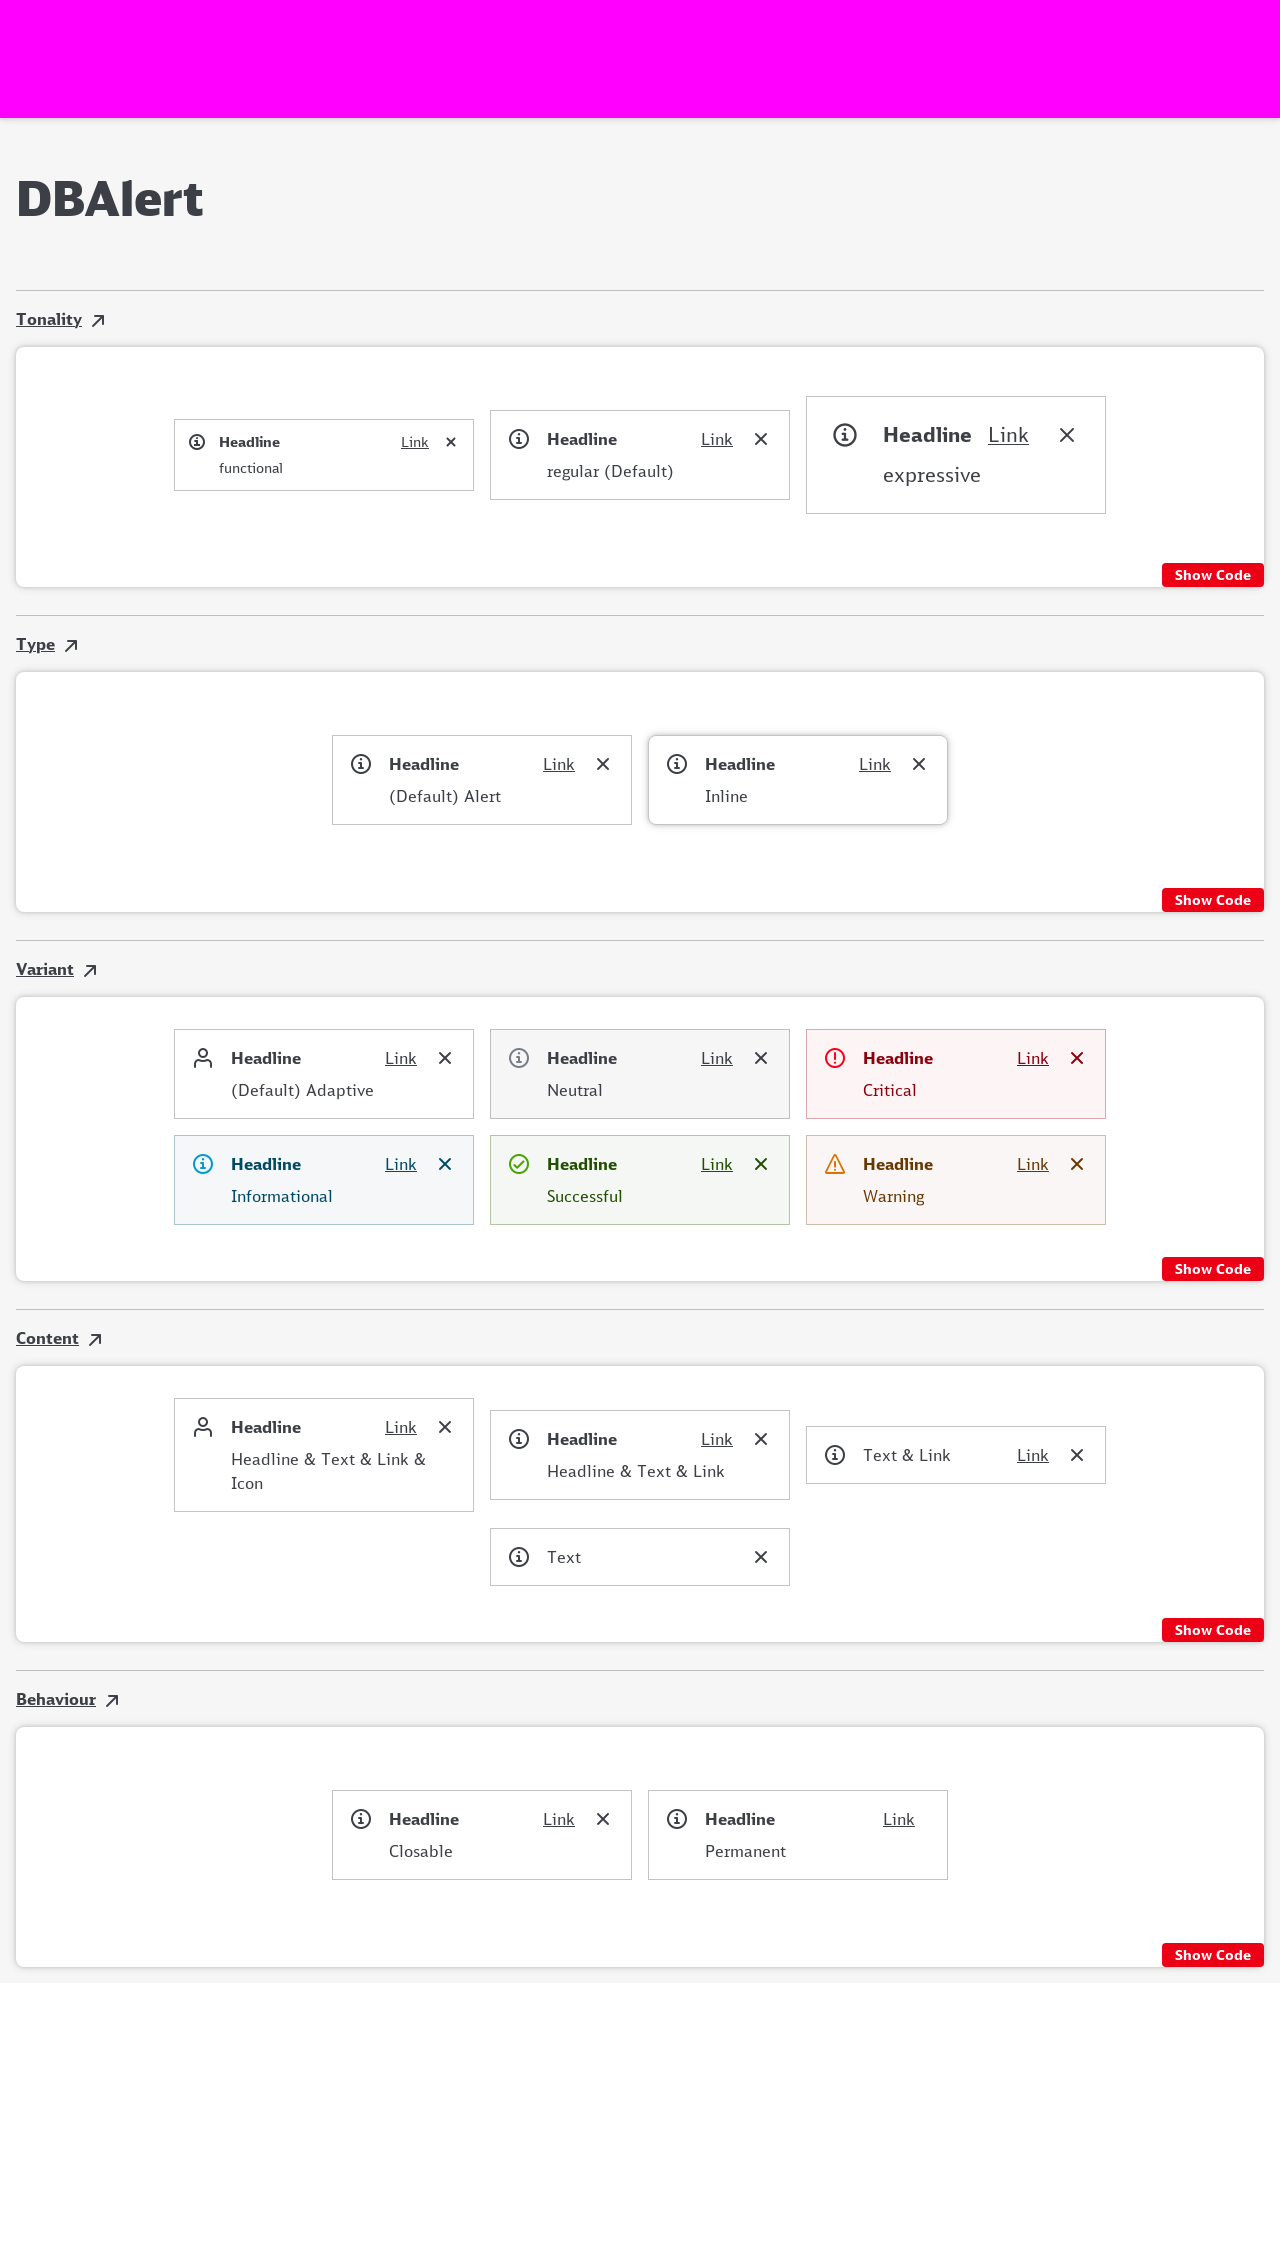 DBAlert
Tonality
Headline Link
functional
Headline Link
regular (Default)
Headline Link
expressive
Show Code
Type
Headline Link
(Default) Alert
Headline Link
Inline
Show Code
Variant
Headline Link
(Default) Adaptive
Headline Link
Neutral
Headline Link
Critical
Headline Link
Informational
Headline Link
Successful
Headline Link
Warning
Show Code
Content
Headline Link
Headline & Text & Link &
Icon
Headline Link
Headline & Text & Link
Text & Link Link
Text
Show Code
Behaviour
Headline Link
Closable
Headline Link
Permanent
Show Code